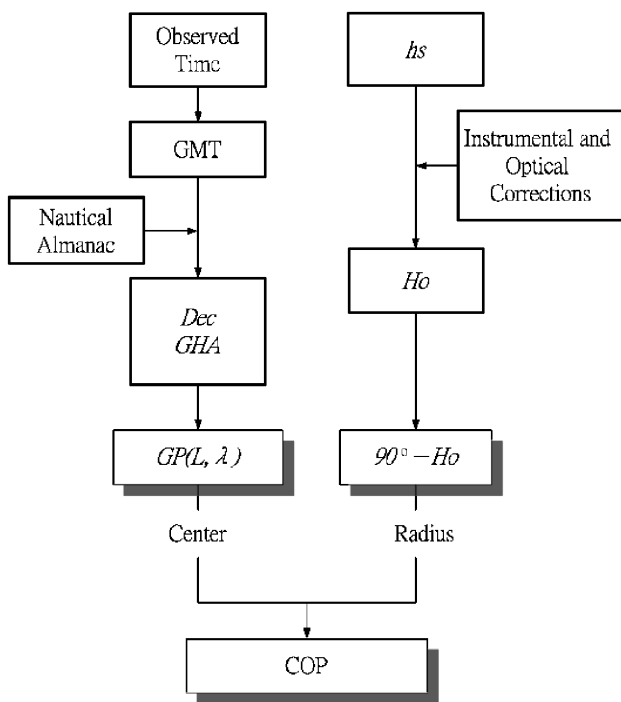 Observed
Time
hs
GMT
Instrumental and
Optical
Corrections
Nautical
Almanac
Ho
Dec
GHA
GP(L, λ)
90°−Ho
Center
Radius
COP